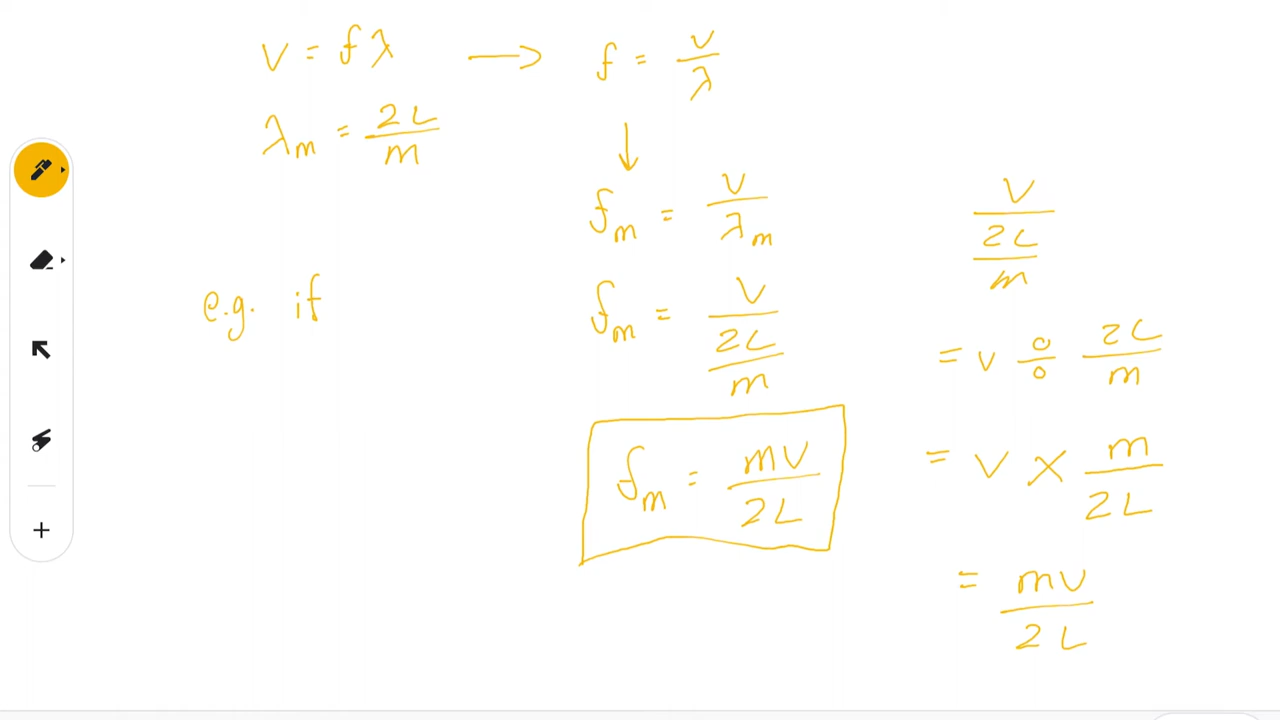 v = fλ → f = v/λ
λₘ = 2L/m
↓
fₘ = v/λₘ
e.g. if
fₘ = v/(2L/m)
fₘ = mv/2L
v/(2L/m)
= v ÷ 2L/m
= v × m/2L
= mv/2L